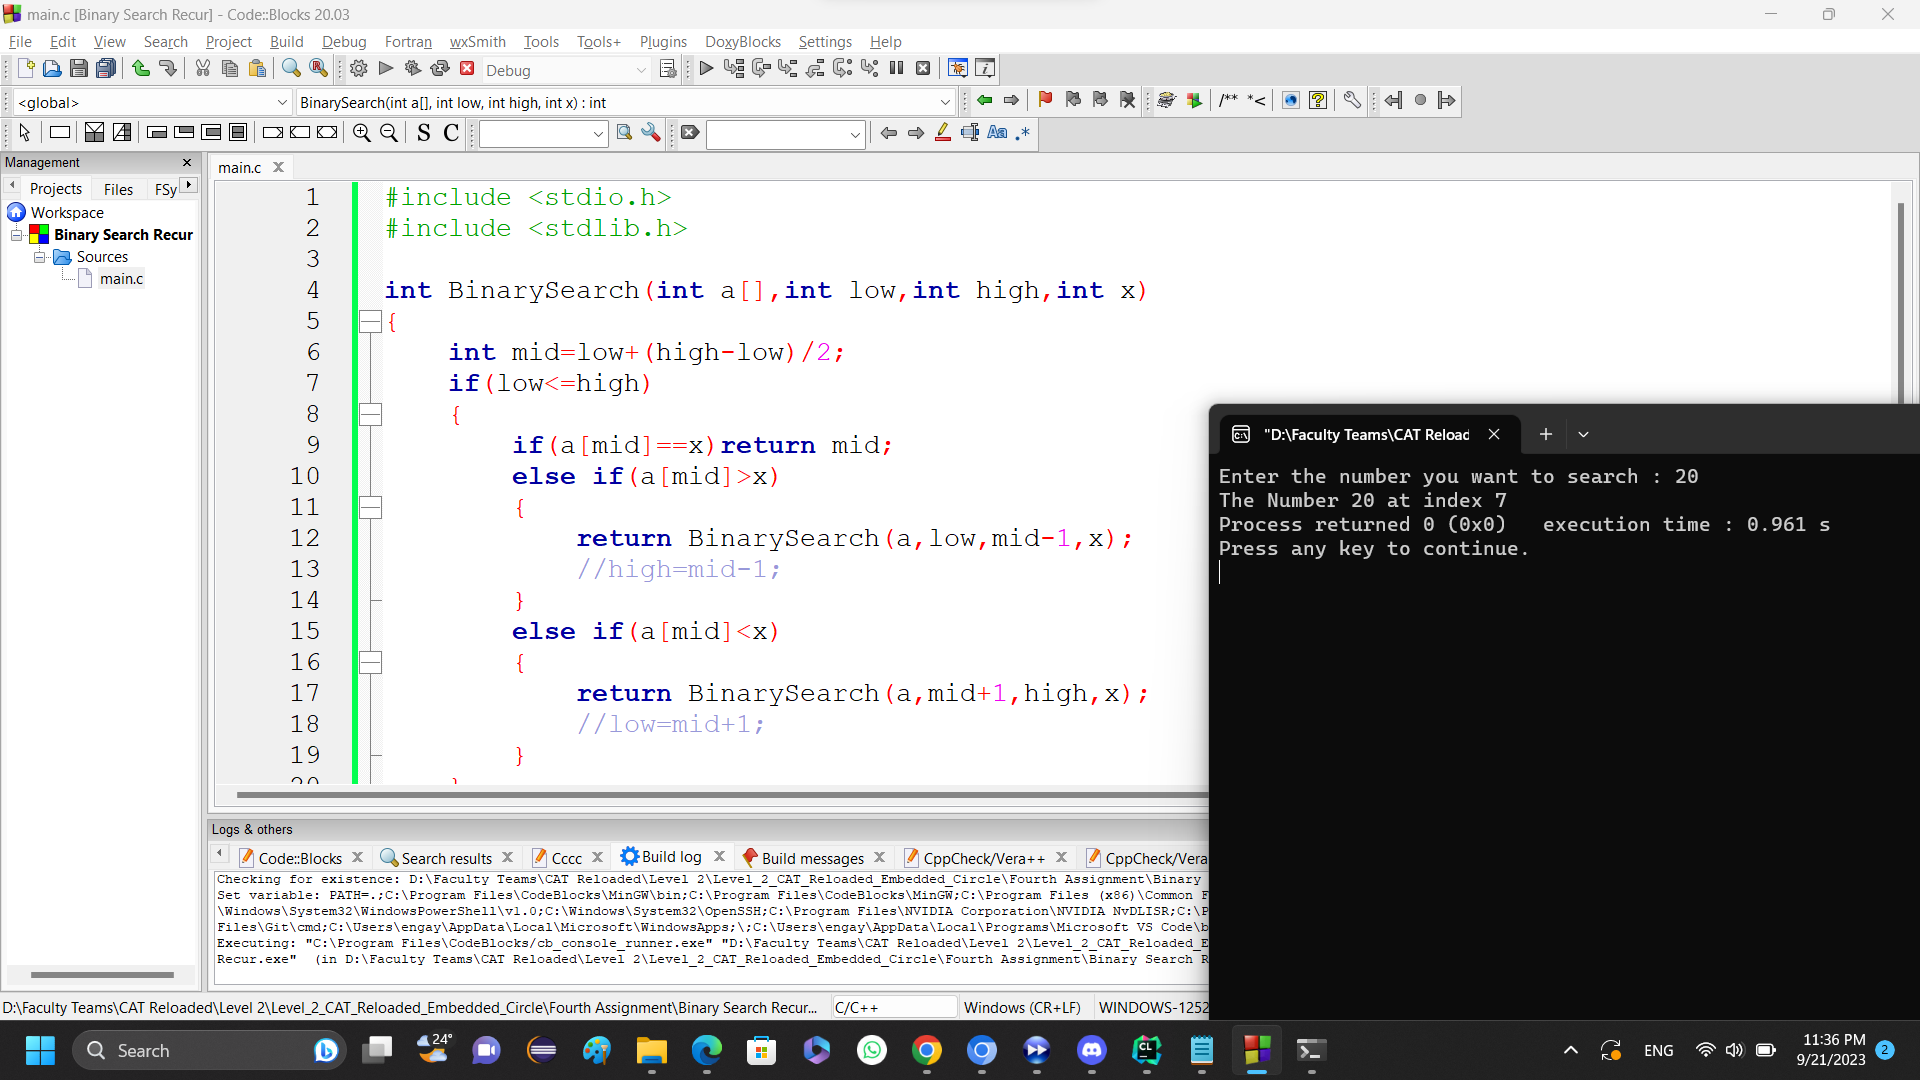 main.c [Binary Search Recur] - Code::Blocks 20.03
File Edit View Search Project Build Debug Fortran wxSmith Tools Tools+ Plugins DoxyBlocks Settings Help
Debug
<global> BinarySearch(int a[], int low, int high, int x) : int
/** *<
S C Aa .*
Management
main.c
Projects Files FSy
Workspace
Binary Search Recur
Sources
main.c
1 #include <stdio.h>
2 #include <stdlib.h>
3
4 int BinarySearch(int a[],int low,int high,int x)
5 {
6 int mid=low+(high-low)/2;
7 if(low<=high)
8 {
9 if(a[mid]==x)return mid;
10 else if(a[mid]>x)
11 {
12 return BinarySearch(a,low,mid-1,x);
13 //high=mid-1;
14 }
15 else if(a[mid]<x)
16 {
17 return BinarySearch(a,mid+1,high,x);
18 //low=mid+1;
19 }
20 }
"D:\Faculty Teams\CAT Reload
Enter the number you want to search : 20
The Number 20 at index 7
Process returned 0 (0x0)   execution time : 0.961 s
Press any key to continue.
Logs & others
Code::Blocks Search results Cccc Build log Build messages CppCheck/Vera++ CppCheck/Vera
Checking for existence: D:\Faculty Teams\CAT Reloaded\Level 2\Level_2_CAT_Reloaded_Embedded_Circle\Fourth Assignment\Binary
Set variable: PATH=.;C:\Program Files\CodeBlocks\MinGW\bin;C:\Program Files\CodeBlocks\MinGW;C:\Program Files (x86)\Common F
\Windows\System32\WindowsPowerShell\v1.0;C:\Windows\System32\OpenSSH;C:\Program Files\NVIDIA Corporation\NVIDIA NvDLISR;C:\P
Files\Git\cmd;C:\Users\engay\AppData\Local\Microsoft\WindowsApps;\;C:\Users\engay\AppData\Local\Programs\Microsoft VS Code\b
Executing: "C:\Program Files\CodeBlocks/cb_console_runner.exe" "D:\Faculty Teams\CAT Reloaded\Level 2\Level_2_CAT_Reloaded_E
Recur.exe"  (in D:\Faculty Teams\CAT Reloaded\Level 2\Level_2_CAT_Reloaded_Embedded_Circle\Fourth Assignment\Binary Search R
D:\Faculty Teams\CAT Reloaded\Level 2\Level_2_CAT_Reloaded_Embedded_Circle\Fourth Assignment\Binary Search Recur... C/C++ Windows (CR+LF) WINDOWS-1252
Search 24° CL ENG 11:36 PM 2
9/21/2023